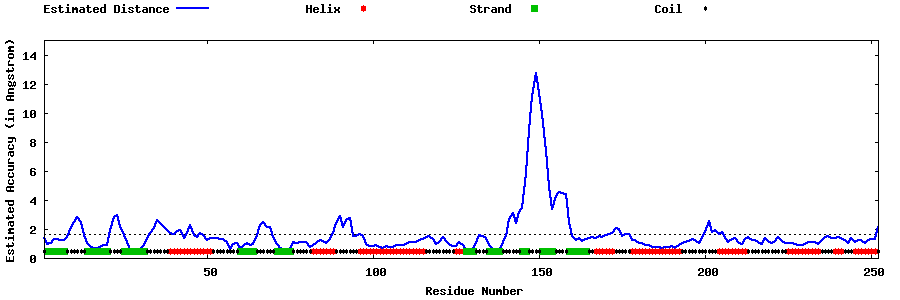 Estimated Distance Helix Strand Coil
Estimated Accuracy (in Angstrom)
14
12
10
8
6
4
2
0
50 100 150 200 250
Residue Number